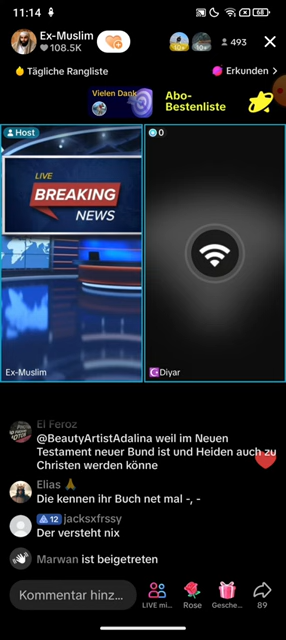 11:14
68
Ex-Muslim
108.5K
10+
10+
493
Tägliche Rangliste
Erkunden >
Vielen Dank
Abo-
Bestenliste
Host
0
LIVE
BREAKING
NEWS
Ex-Muslim
Diyar
El Feroz
@BeautyArtistAdalina weil im Neuen
Testament neuer Bund ist und Heiden auch zu
Christen werden könne
Elias 🙏
Die kennen ihr Buch net mal -, -
12 jacksxfrssy
Der versteht nix
Marwan ist beigetreten
Kommentar hinz...
LIVE mi...
Rose
Gesche...
89